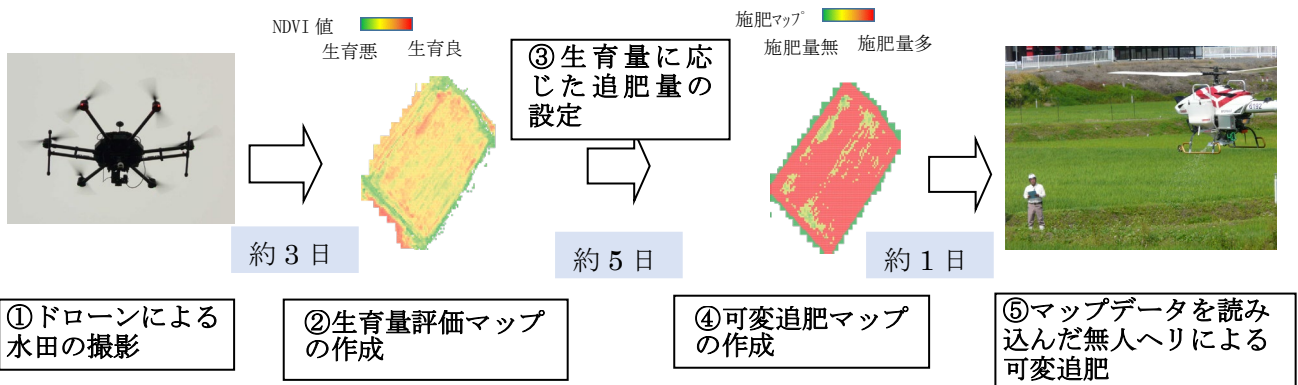 NDVI 値
生育悪 生育良
③生育量に応
じた追肥量の
設定
施肥ﾏｯﾌﾟ
施肥量無 施肥量多
約 3 日
約 5 日
約 1 日
①ドローンによる
水田の撮影
②生育量評価マップ
の作成
④可変追肥マップ
の作成
⑤マップデータを読み
込んだ無人ヘリによる
可変追肥